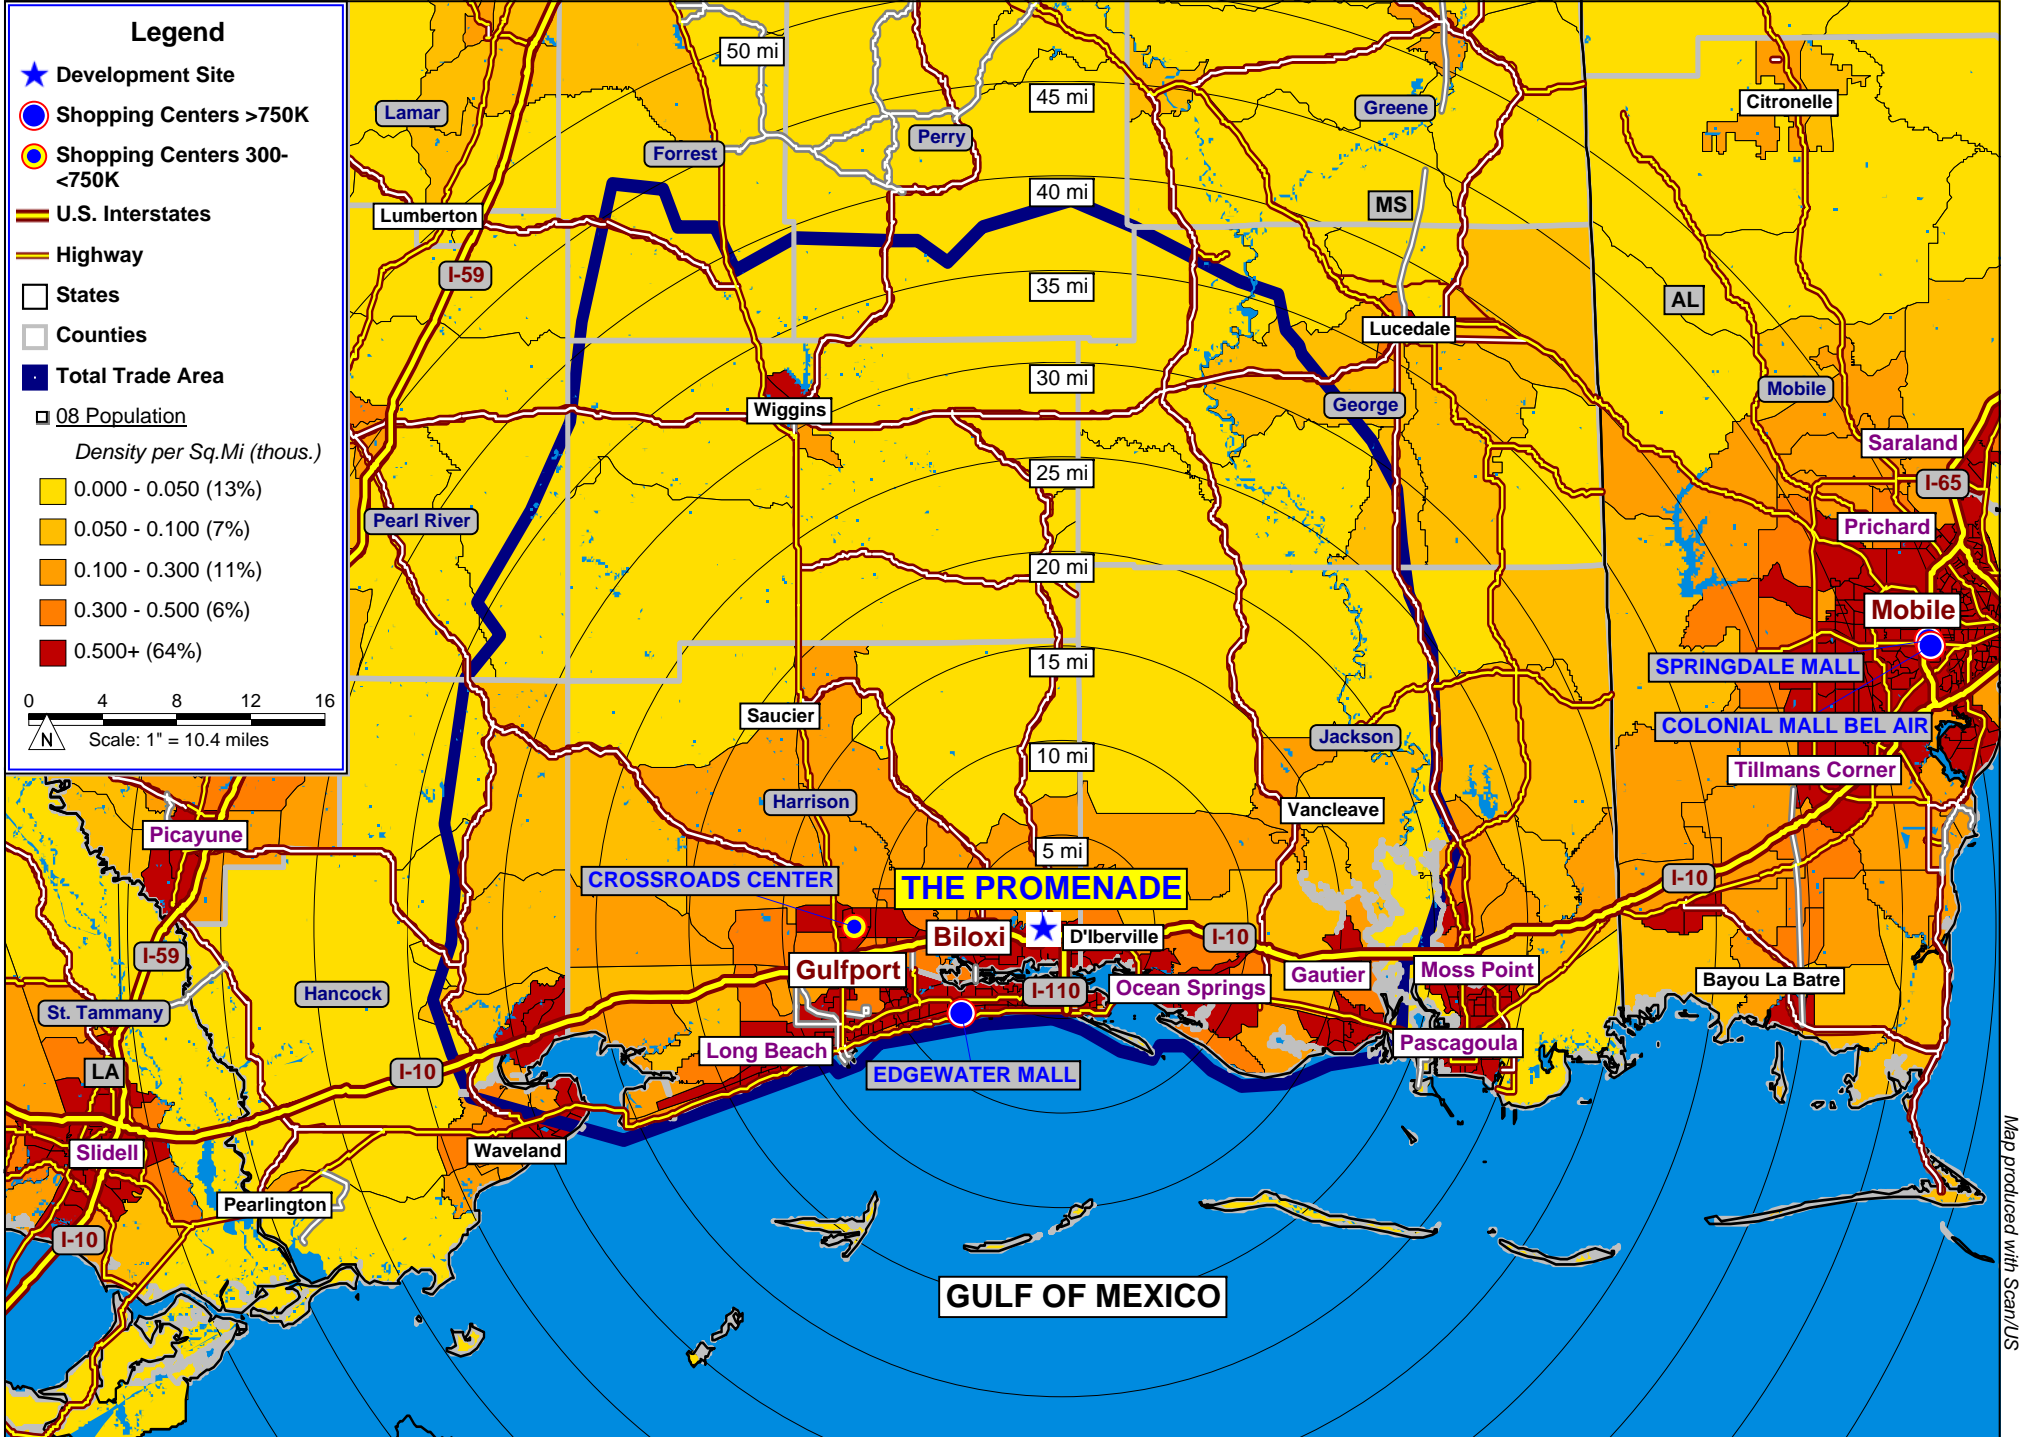 Legend
Development Site
Shopping Centers >750K
Shopping Centers 300-
<750K
U.S. Interstates
Highway
States
Counties
Total Trade Area
08 Population
Density per Sq.Mi (thous.)
0.000 - 0.050 (13%)
0.050 - 0.100 (7%)
0.100 - 0.300 (11%)
0.300 - 0.500 (6%)
0.500+ (64%)
0 4 8 12 16
N
Scale: 1" = 10.4 miles
50 mi
45 mi
40 mi
35 mi
30 mi
25 mi
20 mi
15 mi
10 mi
5 mi
Lamar
Forrest
Perry
Greene
Citronelle
Lumberton
MS
I-59
AL
Lucedale
Wiggins
George
Mobile
Saraland
I-65
Pearl River
Prichard
Mobile
SPRINGDALE MALL
Saucier
Jackson
COLONIAL MALL BEL AIR
Tillmans Corner
Harrison
Vancleave
Picayune
CROSSROADS CENTER
THE PROMENADE
I-10
Biloxi
D'Iberville
I-10
I-59
Gulfport
Gautier
Moss Point
Bayou La Batre
Hancock
I-110
Ocean Springs
St. Tammany
Long Beach
Pascagoula
LA
I-10
EDGEWATER MALL
Slidell
Waveland
Pearlington
I-10
GULF OF MEXICO
Map produced with Scan/US